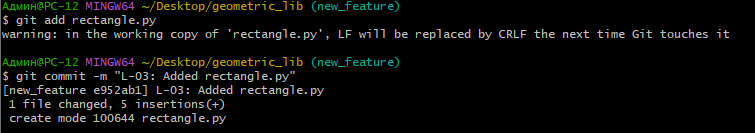 Админ@PC-12 MINGW64 ~/Desktop/geometric_lib (new_feature)
$ git add rectangle.py
warning: in the working copy of 'rectangle.py', LF will be replaced by CRLF the next time Git touches it
Админ@PC-12 MINGW64 ~/Desktop/geometric_lib (new_feature)
$ git commit -m "L-03: Added rectangle.py"
[new_feature e952ab1] L-03: Added rectangle.py
 1 file changed, 5 insertions(+)
 create mode 100644 rectangle.py